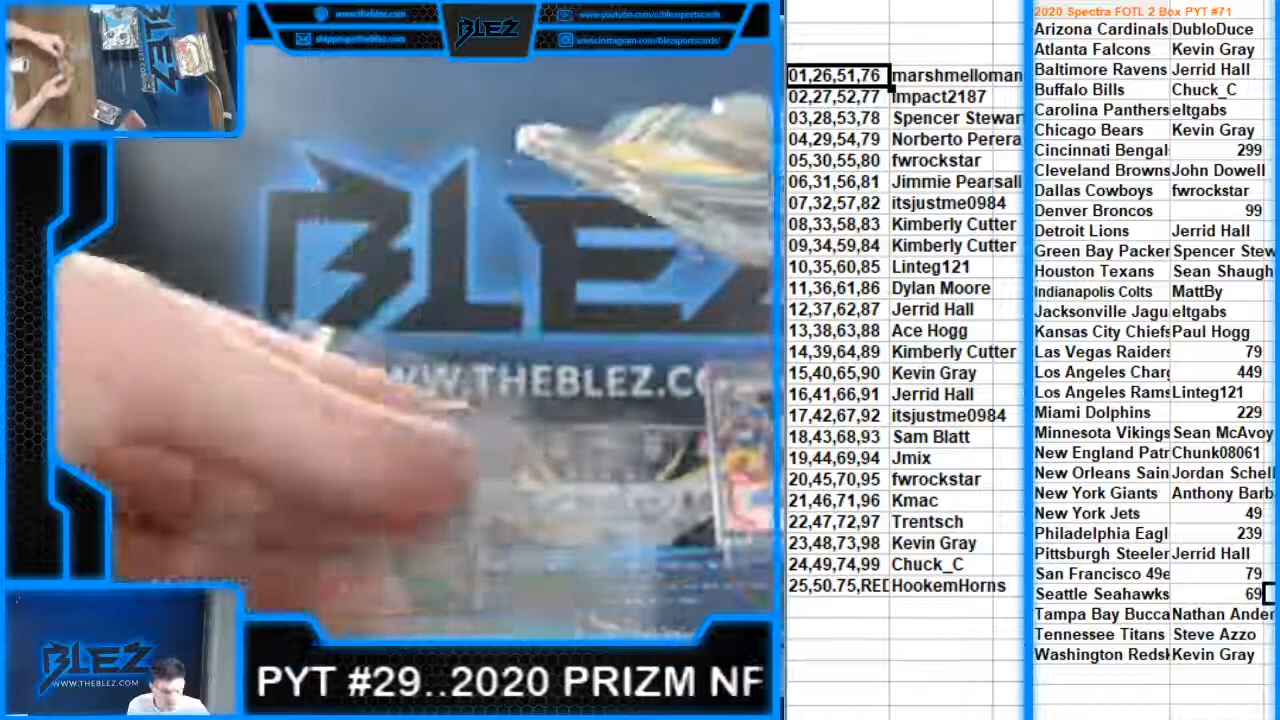 www.theblez.com
www.youtube.com/c/blezsportscards
BLEZ
www.instagram.com/blezsportscards/
BLEZ
WWW.THEBLEZ.CO
BLEZ
WWW.THEBLEZ.COM
PYT #29..2020 PRIZM NF
01,26,51,76 marshmelloman
02,27,52,77 Impact2187
03,28,53,78 Spencer Stewar
04,29,54,79 Norberto Perera
05,30,55,80 fwrockstar
06,31,56,81 Jimmie Pearsall
07,32,57,82 itsjustme0984
08,33,58,83 Kimberly Cutter
09,34,59,84 Kimberly Cutter
10,35,60,85 Linteg121
11,36,61,86 Dylan Moore
12,37,62,87 Jerrid Hall
13,38,63,88 Ace Hogg
14,39,64,89 Kimberly Cutter
15,40,65,90 Kevin Gray
16,41,66,91 Jerrid Hall
17,42,67,92 itsjustme0984
18,43,68,93 Sam Blatt
19,44,69,94 Jmix
20,45,70,95 fwrockstar
21,46,71,96 Kmac
22,47,72,97 Trentsch
23,48,73,98 Kevin Gray
24,49,74,99 Chuck_C
25,50.75,RED HookemHorns
2020 Spectra FOTL 2 Box PYT #71
Arizona Cardinals DubloDuce
Atlanta Falcons Kevin Gray
Baltimore Ravens Jerrid Hall
Buffalo Bills Chuck_C
Carolina Panthers eltgabs
Chicago Bears Kevin Gray
Cincinnati Bengal 299
Cleveland Browns John Dowell
Dallas Cowboys fwrockstar
Denver Broncos 99
Detroit Lions Jerrid Hall
Green Bay Packer Spencer Stew
Houston Texans Sean Shaugh
Indianapolis Colts MattBy
Jacksonville Jagu eltgabs
Kansas City Chiefs Paul Hogg
Las Vegas Raiders 79
Los Angeles Charg 449
Los Angeles Rams Linteg121
Miami Dolphins 229
Minnesota Vikings Sean McAvoy
New England Patr Chunk08061
New Orleans Sain Jordan Schell
New York Giants Anthony Barb
New York Jets 49
Philadelphia Eagl 239
Pittsburgh Steeler Jerrid Hall
San Francisco 49e 79
Seattle Seahawks 69
Tampa Bay Bucca Nathan Ander
Tennessee Titans Steve Azzo
Washington Redsk Kevin Gray